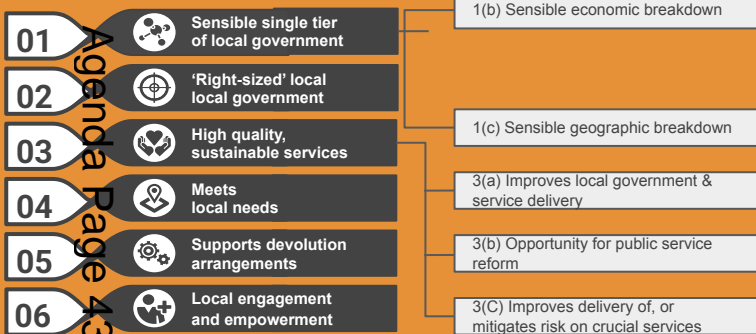 01
Sensible single tier
of local government
02
‘Right-sized’ local
local government
03
High quality,
sustainable services
04
Meets
local needs
05
Supports devolution
arrangements
06
Local engagement
and empowerment
1(b) Sensible economic breakdown
1(c) Sensible geographic breakdown
3(a) Improves local government &
service delivery
3(b) Opportunity for public service
reform
3(C) Improves delivery of, or
mitigates risk on crucial services
Agenda Page 43